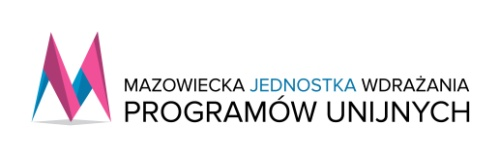 MAZOWIECKA JEDNOSTKA WDRAŻANIA
PROGRAMÓW UNIJNYCH